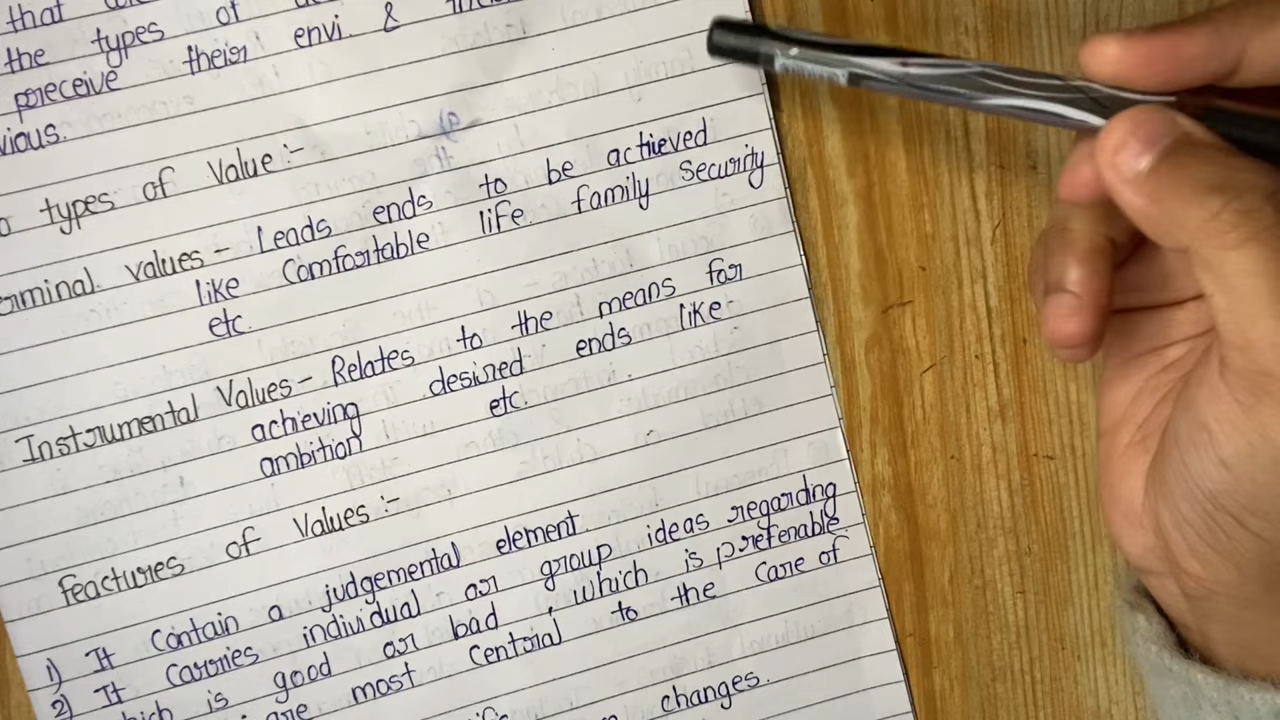 that
the types of
preceive their envi. &
vious.
types of Value :-
erminal values - Leads ends to be achieved
like Comfortable life. family Security
etc.
Instrumental Values - Relates to the means for
achieving desired ends like
ambition etc.
Feactures of Values :-
1) It Contain a judgemental element
2) It carries individual or group ideas regarding
which is good or bad, which is preferable.
are most central to the Care of
changes.